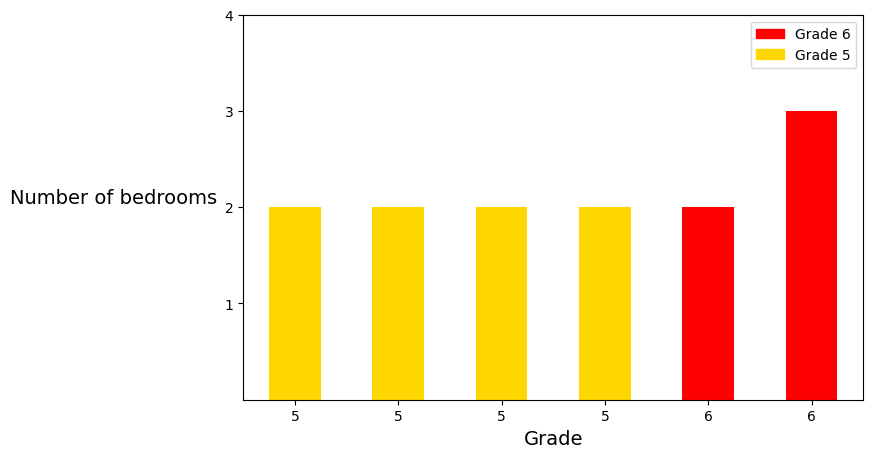 4
Grade 6
Grade 5
3
Number of bedrooms
2
1
5 5 5 5 6 6
Grade